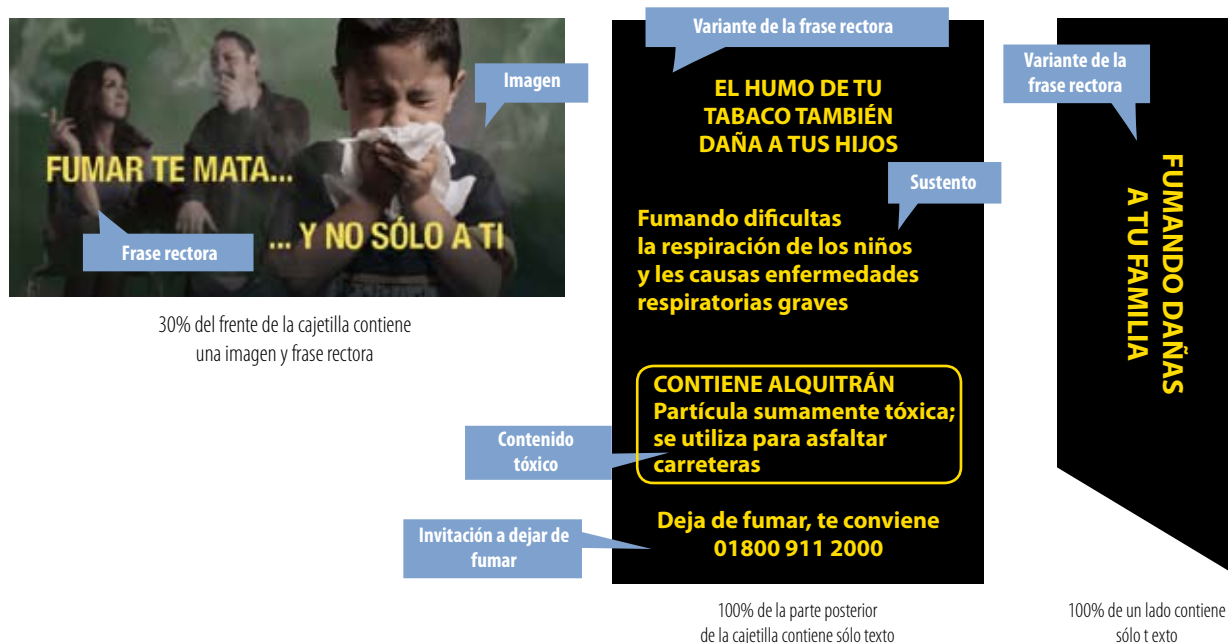 FUMAR TE MATA...
... Y NO SÓLO A TI
Imagen
Frase rectora
30% del frente de la cajetilla contiene
una imagen y frase rectora
Variante de la frase rectora
EL HUMO DE TU
TABACO TAMBIÉN
DAÑA A TUS HIJOS
Sustento
Fumando dificultas
la respiración de los niños
y les causas enfermedades
respiratorias graves
CONTIENE ALQUITRÁN
Partícula sumamente tóxica;
se utiliza para asfaltar
carreteras
Contenido
tóxico
Deja de fumar, te conviene
01800 911 2000
Invitación a dejar de
fumar
100% de la parte posterior
de la cajetilla contiene sólo texto
Variante de la
frase rectora
FUMANDO DAÑAS
A TU FAMILIA
100% de un lado contiene
sólo t exto